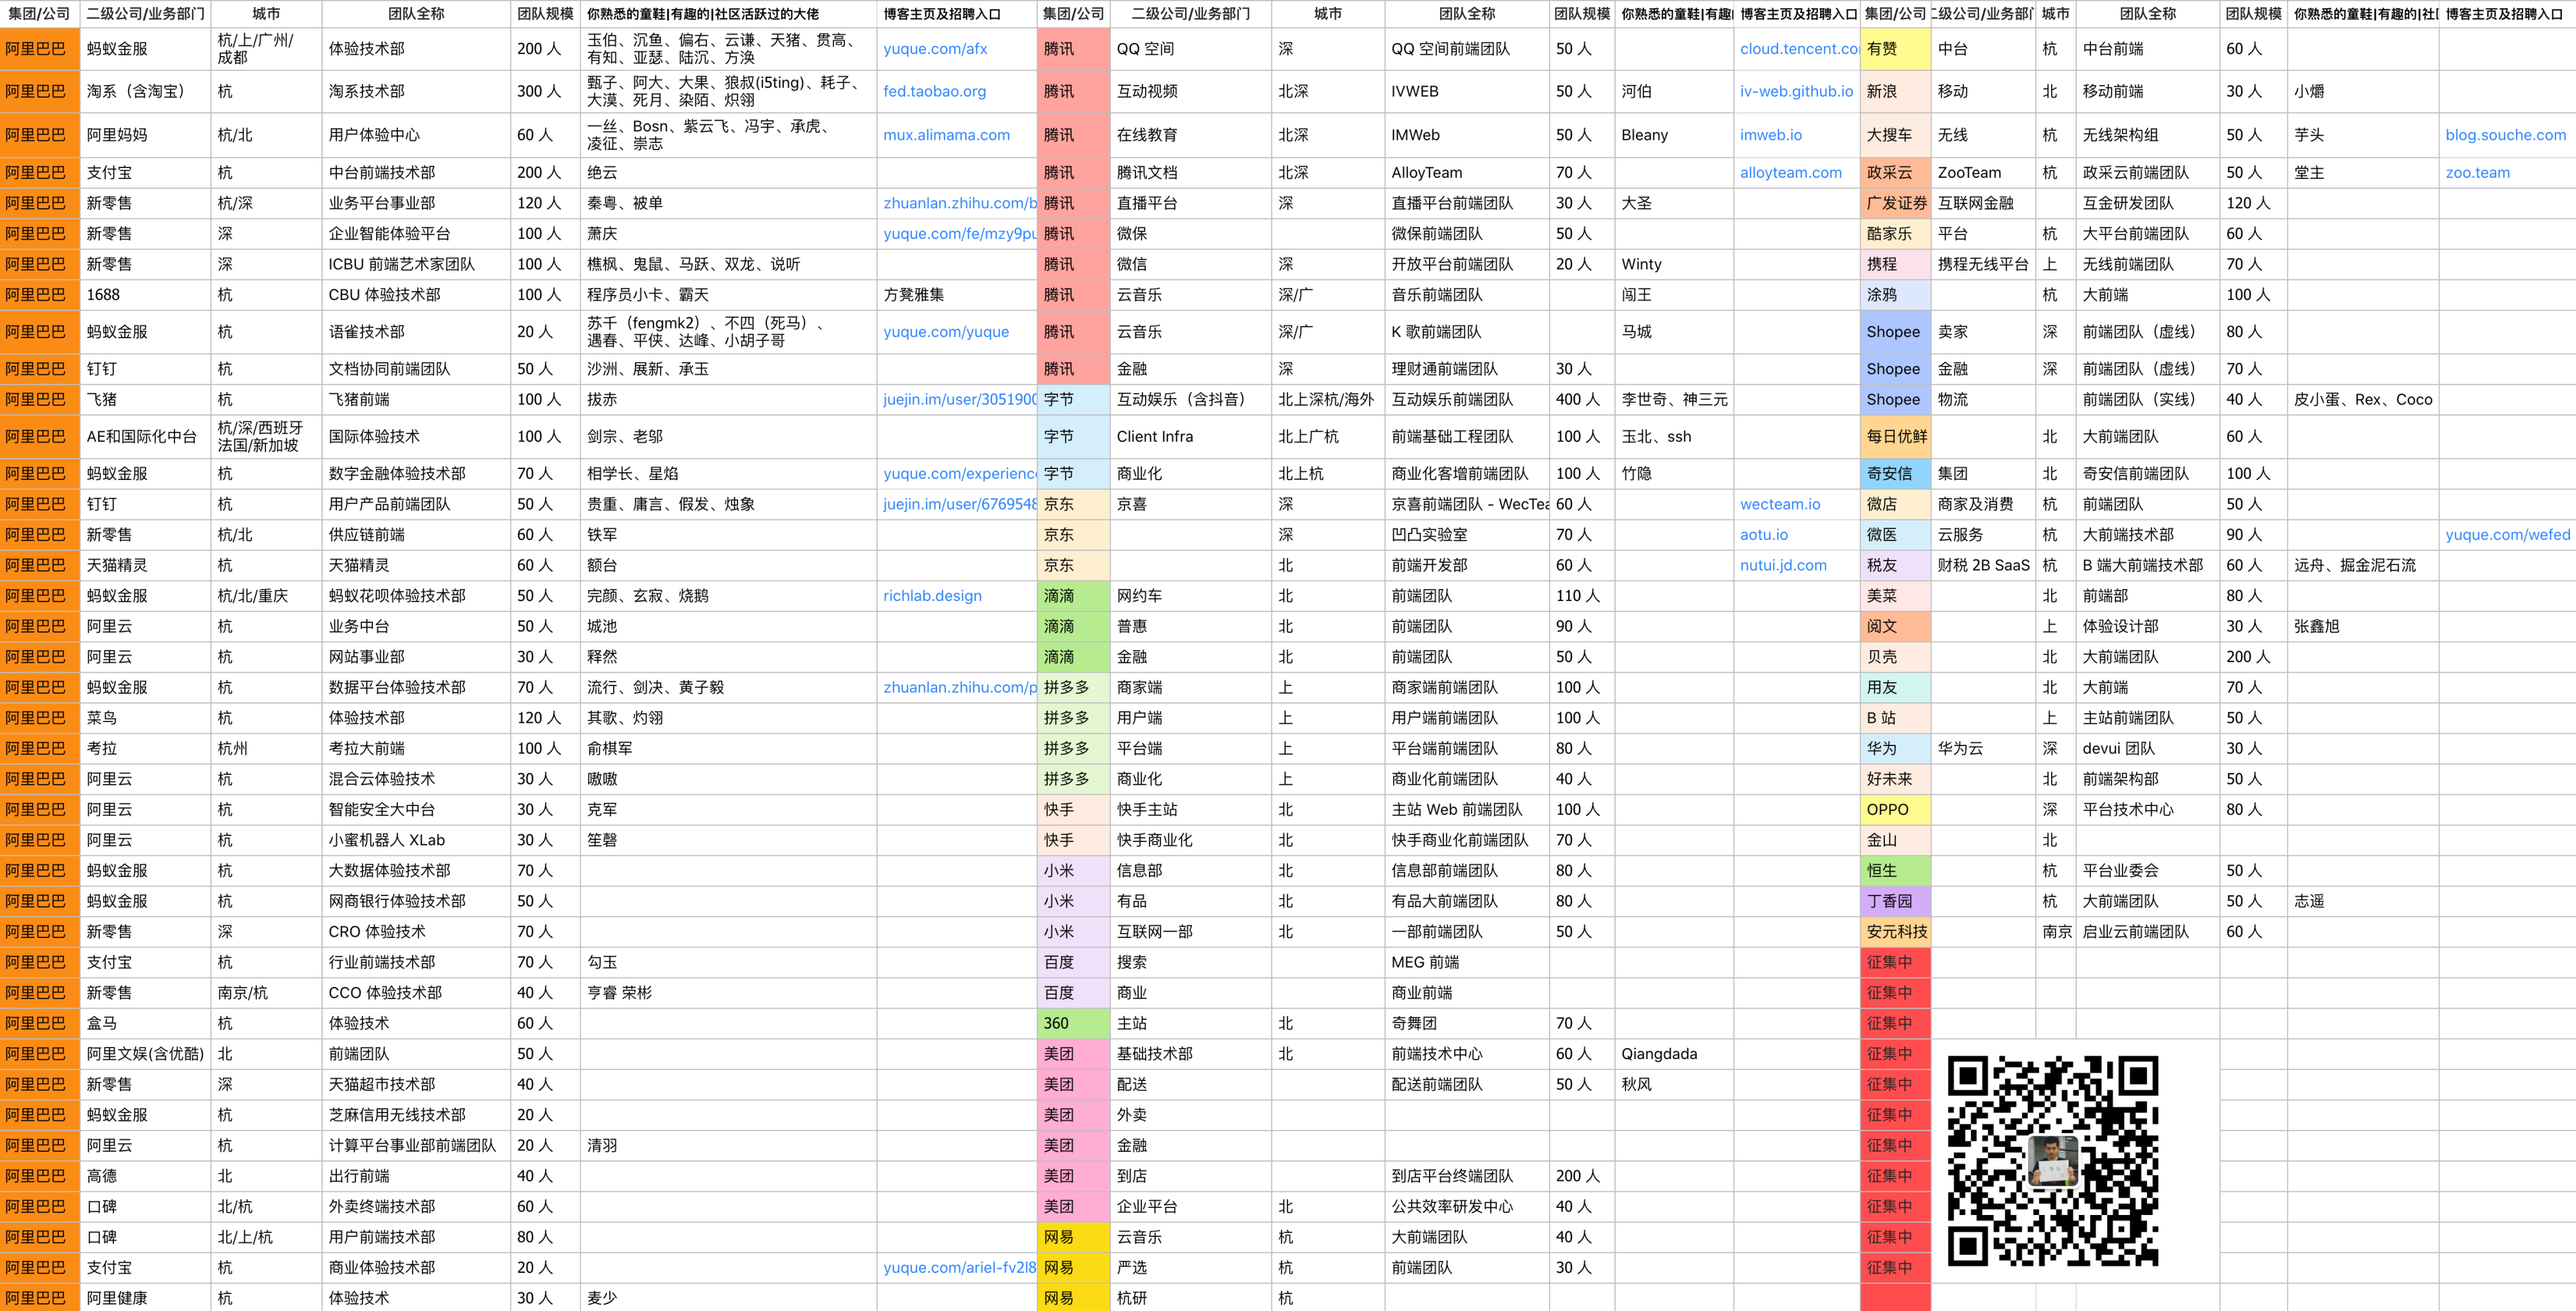 集团/公司 二级公司/业务部门 城市 团队全称 团队规模 你熟悉的童鞋|有趣的|社区活跃过的大佬 博客主页及招聘入口 集团/公司 二级公司/业务部门 城市 团队全称 团队规模 你熟悉的童鞋|有趣 博客主页及招聘入口 集团/公司 二级公司/业务部门 城市 团队全称 团队规模 你熟悉的童鞋|有趣的|社 博客主页及招聘入口
阿里巴巴 蚂蚁金服 杭/上/广州/成都 体验技术部 200 人 玉伯、沉鱼、偏右、云谦、天猪、贯高、有知、亚瑟、陆沉、方涣 yuque.com/afx 腾讯 QQ 空间 深 QQ 空间前端团队 50 人 cloud.tencent.co 有赞 中台 杭 中台前端 60 人
阿里巴巴 淘系（含淘宝） 杭 淘系技术部 300 人 甄子、阿大、大果、狼叔(i5ting)、耗子、大漠、死月、染陌、炽翎 fed.taobao.org 腾讯 互动视频 北深 IVWEB 50 人 河伯 iv-web.github.io 新浪 移动 北 移动前端 30 人 小爝
阿里巴巴 阿里妈妈 杭/北 用户体验中心 60 人 一丝、Bosn、紫云飞、冯宇、承虎、凌征、崇志 mux.alimama.com 腾讯 在线教育 北深 IMWeb 50 人 Bleany imweb.io 大搜车 无线 杭 无线架构组 50 人 芋头 blog.souche.com
阿里巴巴 支付宝 杭 中台前端技术部 200 人 绝云 腾讯 腾讯文档 北深 AlloyTeam 70 人 alloyteam.com 政采云 ZooTeam 杭 政采云前端团队 50 人 堂主 zoo.team
阿里巴巴 新零售 杭/深 业务平台事业部 120 人 秦粤、被单 zhuanlan.zhihu.com/b 腾讯 直播平台 深 直播平台前端团队 30 人 大圣 广发证券 互联网金融 互金研发团队 120 人
阿里巴巴 新零售 深 企业智能体验平台 100 人 萧庆 yuque.com/fe/mzy9pu 腾讯 微保 微保前端团队 50 人 酷家乐 平台 杭 大平台前端团队 60 人
阿里巴巴 新零售 深 ICBU 前端艺术家团队 100 人 樵枫、鬼鼠、马跃、双龙、说听 腾讯 微信 深 开放平台前端团队 20 人 Winty 携程 携程无线平台 上 无线前端团队 70 人
阿里巴巴 1688 杭 CBU 体验技术部 100 人 程序员小卡、霸天 方凳雅集 腾讯 云音乐 深/广 音乐前端团队 闯王 涂鸦 杭 大前端 100 人
阿里巴巴 蚂蚁金服 杭 语雀技术部 20 人 苏千（fengmk2）、不四（死马）、遇春、平侠、达峰、小胡子哥 yuque.com/yuque 腾讯 云音乐 深/广 K 歌前端团队 马城 Shopee 卖家 深 前端团队（虚线） 80 人
阿里巴巴 钉钉 杭 文档协同前端团队 50 人 沙洲、展新、承玉 腾讯 金融 深 理财通前端团队 30 人 Shopee 金融 深 前端团队（虚线） 70 人
阿里巴巴 飞猪 杭 飞猪前端 100 人 拔赤 juejin.im/user/3051900 字节 互动娱乐（含抖音） 北上深杭/海外 互动娱乐前端团队 400 人 李世奇、神三元 Shopee 物流 前端团队（实线） 40 人 皮小蛋、Rex、Coco
阿里巴巴 AE和国际化中台 杭/深/西班牙法国/新加坡 国际体验技术 100 人 剑宗、老邬 字节 Client Infra 北上广杭 前端基础工程团队 100 人 玉北、ssh 每日优鲜 北 大前端团队 60 人
阿里巴巴 蚂蚁金服 杭 数字金融体验技术部 70 人 相学长、星焰 yuque.com/experience 字节 商业化 北上杭 商业化客增前端团队 100 人 竹隐 奇安信 集团 北 奇安信前端团队 100 人
阿里巴巴 钉钉 杭 用户产品前端团队 50 人 贵重、庸言、假发、烛象 juejin.im/user/6769548 京东 京喜 深 京喜前端团队 - WecTea 60 人 wecteam.io 微店 商家及消费 杭 前端团队 50 人
阿里巴巴 新零售 杭/北 供应链前端 60 人 铁军 京东 深 凹凸实验室 70 人 aotu.io 微医 云服务 杭 大前端技术部 90 人 yuque.com/wefed
阿里巴巴 天猫精灵 杭 天猫精灵 60 人 额台 京东 北 前端开发部 60 人 nutui.jd.com 税友 财税 2B SaaS 杭 B 端大前端技术部 60 人 远舟、掘金泥石流
阿里巴巴 蚂蚁金服 杭/北/重庆 蚂蚁花呗体验技术部 50 人 完颜、玄寂、烧鹅 richlab.design 滴滴 网约车 北 前端团队 110 人 美菜 北 前端部 80 人
阿里巴巴 阿里云 杭 业务中台 50 人 城池 滴滴 普惠 北 前端团队 90 人 阅文 上 体验设计部 30 人 张鑫旭
阿里巴巴 阿里云 杭 网站事业部 30 人 释然 滴滴 金融 北 前端团队 50 人 贝壳 北 大前端团队 200 人
阿里巴巴 蚂蚁金服 杭 数据平台体验技术部 70 人 流行、剑决、黄子毅 zhuanlan.zhihu.com/p 拼多多 商家端 上 商家端前端团队 100 人 用友 北 大前端 70 人
阿里巴巴 菜鸟 杭 体验技术部 120 人 其歌、灼翎 拼多多 用户端 上 用户端前端团队 100 人 B 站 上 主站前端团队 50 人
阿里巴巴 考拉 杭州 考拉大前端 100 人 俞棋军 拼多多 平台端 上 平台端前端团队 80 人 华为 华为云 深 devui 团队 30 人
阿里巴巴 阿里云 杭 混合云体验技术 30 人 嗷嗷 拼多多 商业化 上 商业化前端团队 40 人 好未来 北 前端架构部 50 人
阿里巴巴 阿里云 杭 智能安全大中台 30 人 克军 快手 快手主站 北 主站 Web 前端团队 100 人 OPPO 深 平台技术中心 80 人
阿里巴巴 阿里云 杭 小蜜机器人 XLab 30 人 笙磬 快手 快手商业化 北 快手商业化前端团队 70 人 金山 北
阿里巴巴 蚂蚁金服 杭 大数据体验技术部 70 人 小米 信息部 北 信息部前端团队 80 人 恒生 杭 平台业委会 50 人
阿里巴巴 蚂蚁金服 杭 网商银行体验技术部 50 人 小米 有品 北 有品大前端团队 80 人 丁香园 杭 大前端团队 50 人 志遥
阿里巴巴 新零售 深 CRO 体验技术 70 人 小米 互联网一部 北 一部前端团队 50 人 安元科技 南京 启业云前端团队 60 人
阿里巴巴 支付宝 杭 行业前端技术部 70 人 勾玉 百度 搜索 MEG 前端 征集中
阿里巴巴 新零售 南京/杭 CCO 体验技术部 40 人 亨睿 荣彬 百度 商业 商业前端 征集中
阿里巴巴 盒马 杭 体验技术 60 人 360 主站 北 奇舞团 70 人 征集中
阿里巴巴 阿里文娱(含优酷) 北 前端团队 50 人 美团 基础技术部 北 前端技术中心 60 人 Qiangdada 征集中
阿里巴巴 新零售 深 天猫超市技术部 40 人 美团 配送 配送前端团队 50 人 秋风 征集中
阿里巴巴 蚂蚁金服 杭 芝麻信用无线技术部 20 人 美团 外卖 征集中
阿里巴巴 阿里云 杭 计算平台事业部前端团队 20 人 清羽 美团 金融 征集中
阿里巴巴 高德 北 出行前端 40 人 美团 到店 到店平台终端团队 200 人 征集中
阿里巴巴 口碑 北/杭 外卖终端技术部 60 人 美团 企业平台 北 公共效率研发中心 40 人 征集中
阿里巴巴 口碑 北/上/杭 用户前端技术部 80 人 网易 云音乐 杭 大前端团队 40 人 征集中
阿里巴巴 支付宝 杭 商业体验技术部 20 人 yuque.com/ariel-fv2l8 网易 严选 杭 前端团队 30 人 征集中
阿里巴巴 阿里健康 杭 体验技术 30 人 麦少 网易 杭研 杭